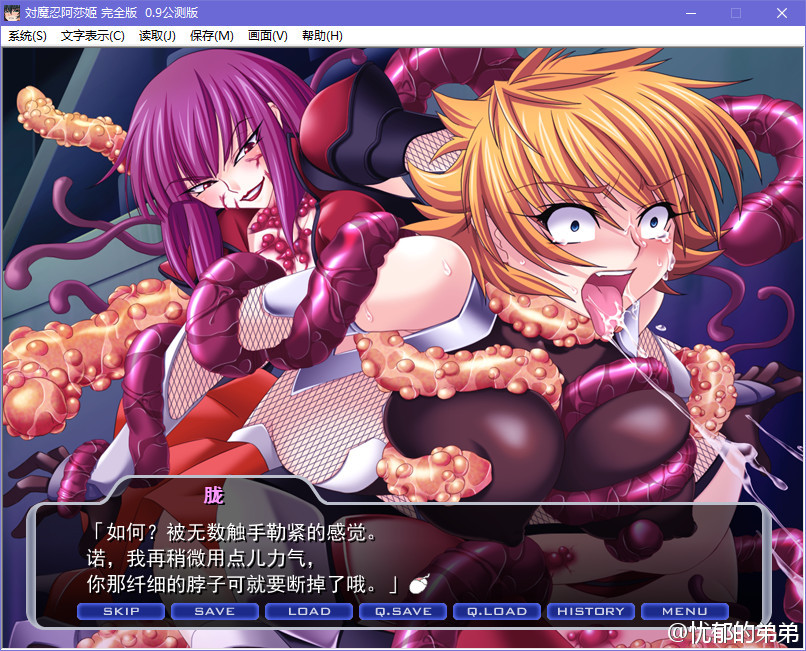 対魔忍阿莎姬 完全版 0.9公测版
系统(S) 文字表示(C) 读取(J) 保存(M) 画面(V) 帮助(H)
胧
「如何？被无数触手勒紧的感觉。
诺，我再稍微用点儿力气，
你那纤细的脖子可就要断掉了哦。」
SKIP SAVE LOAD Q.SAVE Q.LOAD HISTORY MENU
@忧郁的弟弟